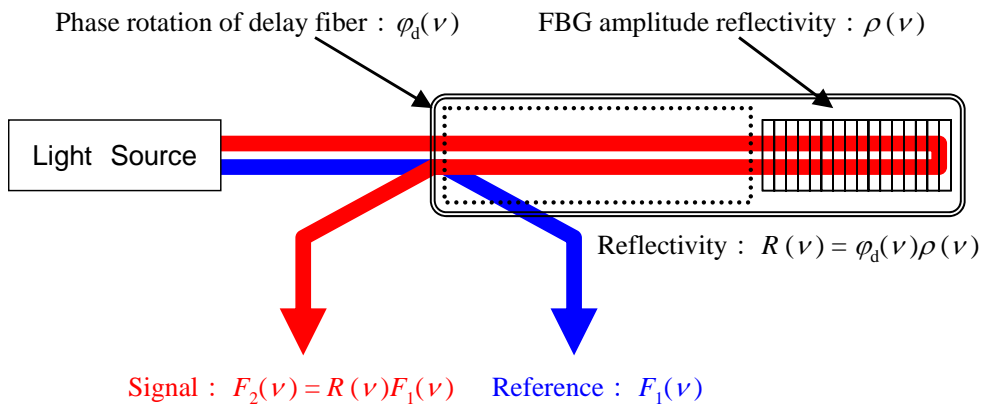 Phase rotation of delay fiber : φd(ν)
FBG amplitude reflectivity : ρ(ν)
Light Source
Reflectivity : R(ν) = φd(ν)ρ(ν)
Signal : F2(ν) = R(ν)F1(ν)
Reference : F1(ν)